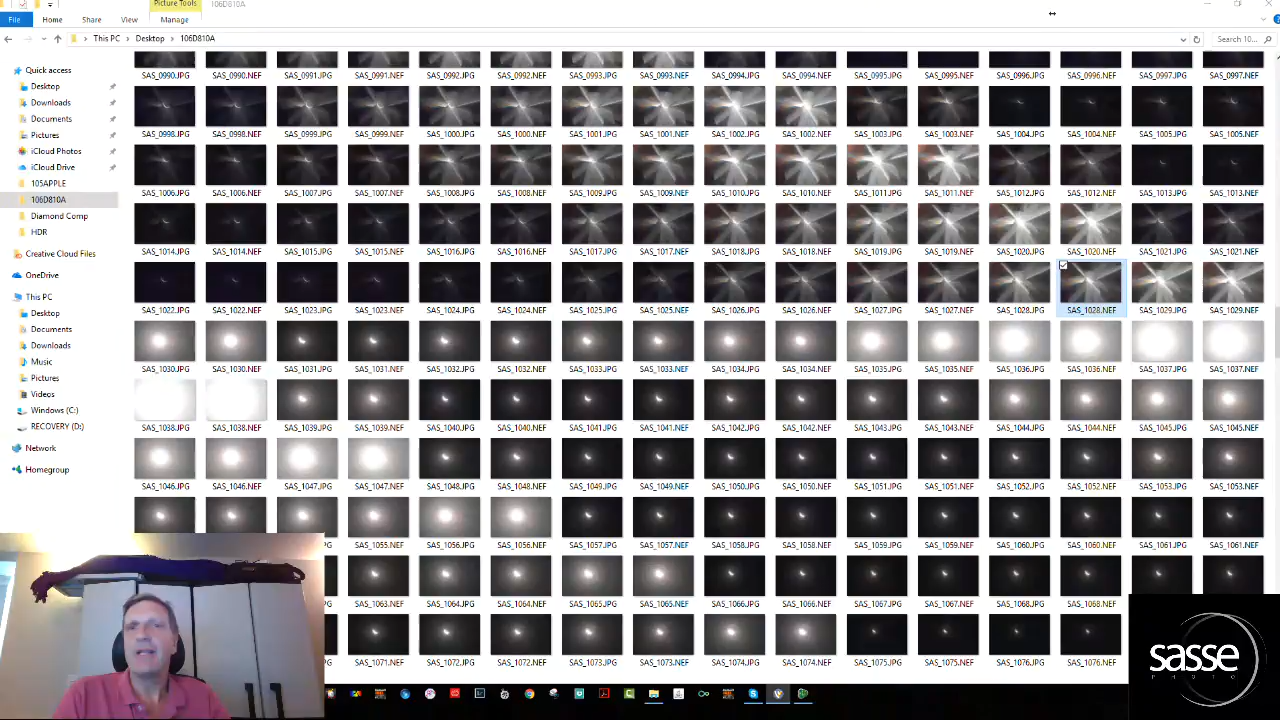 Picture Tools 106D810A
File Home Share View Manage
This PC > Desktop > 106D810A Search 10...
Quick access
Desktop
Downloads
Documents
Pictures
iCloud Photos
iCloud Drive
105APPLE
106D810A
Diamond Comp
HDR
Creative Cloud Files
OneDrive
This PC
Desktop
Documents
Downloads
Music
Pictures
Videos
Windows (C:)
RECOVERY (D:)
Network
Homegroup
SAS_0990.JPG SAS_0990.NEF SAS_0991.JPG SAS_0991.NEF SAS_0992.JPG SAS_0992.NEF SAS_0993.JPG SAS_0993.NEF SAS_0994.JPG SAS_0994.NEF SAS_0995.JPG SAS_0995.NEF SAS_0996.JPG SAS_0996.NEF SAS_0997.JPG SAS_0997.NEF
SAS_0998.JPG SAS_0998.NEF SAS_0999.JPG SAS_0999.NEF SAS_1000.JPG SAS_1000.NEF SAS_1001.JPG SAS_1001.NEF SAS_1002.JPG SAS_1002.NEF SAS_1003.JPG SAS_1003.NEF SAS_1004.JPG SAS_1004.NEF SAS_1005.JPG SAS_1005.NEF
SAS_1006.JPG SAS_1006.NEF SAS_1007.JPG SAS_1007.NEF SAS_1008.JPG SAS_1008.NEF SAS_1009.JPG SAS_1009.NEF SAS_1010.JPG SAS_1010.NEF SAS_1011.JPG SAS_1011.NEF SAS_1012.JPG SAS_1012.NEF SAS_1013.JPG SAS_1013.NEF
SAS_1014.JPG SAS_1014.NEF SAS_1015.JPG SAS_1015.NEF SAS_1016.JPG SAS_1016.NEF SAS_1017.JPG SAS_1017.NEF SAS_1018.JPG SAS_1018.NEF SAS_1019.JPG SAS_1019.NEF SAS_1020.JPG SAS_1020.NEF SAS_1021.JPG SAS_1021.NEF
SAS_1022.JPG SAS_1022.NEF SAS_1023.JPG SAS_1023.NEF SAS_1024.JPG SAS_1024.NEF SAS_1025.JPG SAS_1025.NEF SAS_1026.JPG SAS_1026.NEF SAS_1027.JPG SAS_1027.NEF SAS_1028.JPG SAS_1028.NEF SAS_1029.JPG SAS_1029.NEF
SAS_1030.JPG SAS_1030.NEF SAS_1031.JPG SAS_1031.NEF SAS_1032.JPG SAS_1032.NEF SAS_1033.JPG SAS_1033.NEF SAS_1034.JPG SAS_1034.NEF SAS_1035.JPG SAS_1035.NEF SAS_1036.JPG SAS_1036.NEF SAS_1037.JPG SAS_1037.NEF
SAS_1038.JPG SAS_1038.NEF SAS_1039.JPG SAS_1039.NEF SAS_1040.JPG SAS_1040.NEF SAS_1041.JPG SAS_1041.NEF SAS_1042.JPG SAS_1042.NEF SAS_1043.JPG SAS_1043.NEF SAS_1044.JPG SAS_1044.NEF SAS_1045.JPG SAS_1045.NEF
SAS_1046.JPG SAS_1046.NEF SAS_1047.JPG SAS_1047.NEF SAS_1048.JPG SAS_1048.NEF SAS_1049.JPG SAS_1049.NEF SAS_1050.JPG SAS_1050.NEF SAS_1051.JPG SAS_1051.NEF SAS_1052.JPG SAS_1052.NEF SAS_1053.JPG SAS_1053.NEF
SAS_1055.NEF SAS_1056.JPG SAS_1056.NEF SAS_1057.JPG SAS_1057.NEF SAS_1058.JPG SAS_1058.NEF SAS_1059.JPG SAS_1059.NEF SAS_1060.JPG SAS_1060.NEF SAS_1061.JPG SAS_1061.NEF
SAS_1063.NEF SAS_1064.JPG SAS_1064.NEF SAS_1065.JPG SAS_1065.NEF SAS_1066.JPG SAS_1066.NEF SAS_1067.JPG SAS_1067.NEF SAS_1068.JPG SAS_1068.NEF
SAS_1071.NEF SAS_1072.JPG SAS_1072.NEF SAS_1073.JPG SAS_1073.NEF SAS_1074.JPG SAS_1074.NEF SAS_1075.JPG SAS_1075.NEF SAS_1076.JPG SAS_1076.NEF
sasse
PHOTO